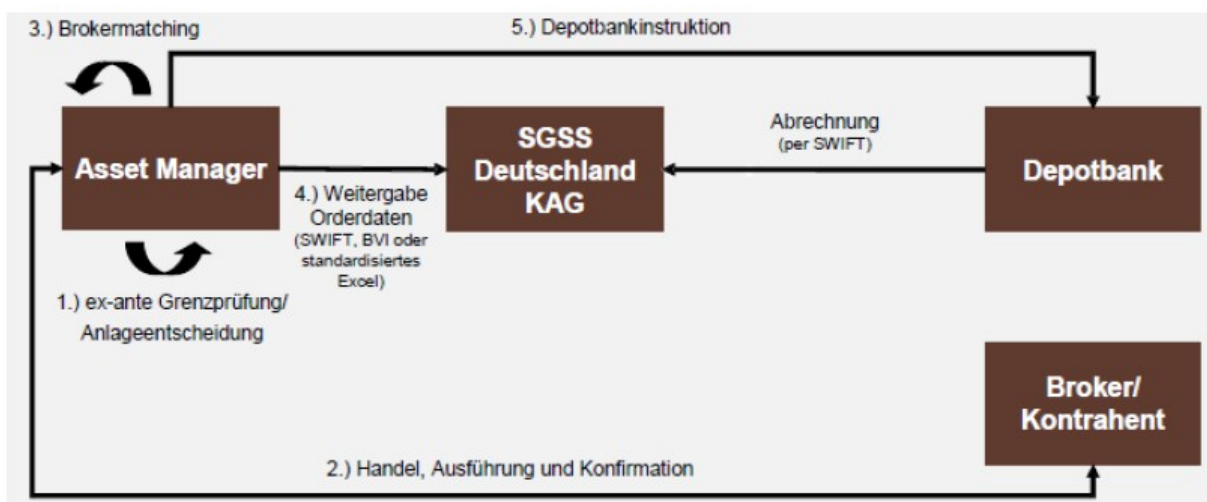 3.) Brokermatching
5.) Depotbankinstruktion
Asset Manager
SGSS
Deutschland
KAG
Abrechnung
(per SWIFT)
Depotbank
4.) Weitergabe
Orderdaten
(SWIFT, BVI oder
standardisiertes
Excel)
1.) ex-ante Grenzprüfung/
Anlageentscheidung
Broker/
Kontrahent
2.) Handel, Ausführung und Konfirmation